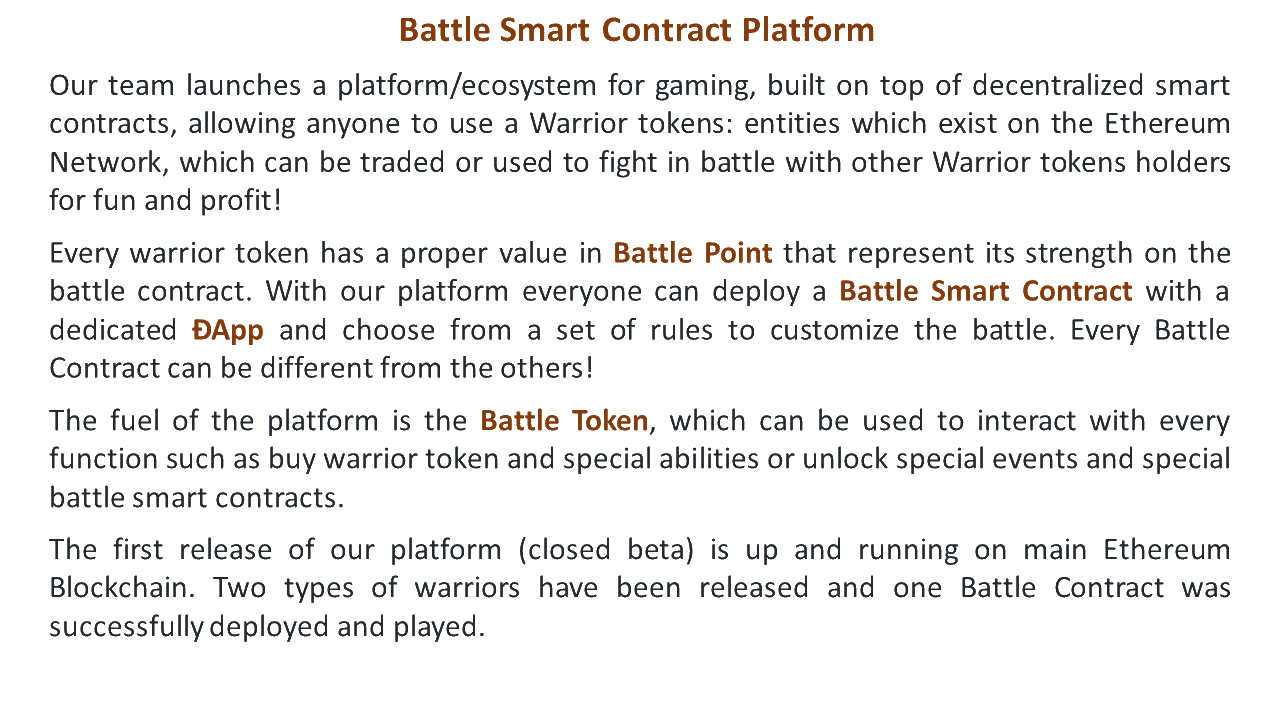 Battle Smart Contract Platform
Our team launches a platform/ecosystem for gaming, built on top of decentralized smart
contracts, allowing anyone to use a Warrior tokens: entities which exist on the Ethereum
Network, which can be traded or used to fight in battle with other Warrior tokens holders
for fun and profit!
Every warrior token has a proper value in Battle Point that represent its strength on the
battle contract. With our platform everyone can deploy a Battle Smart Contract with a
dedicated ĐApp and choose from a set of rules to customize the battle. Every Battle
Contract can be different from the others!
The fuel of the platform is the Battle Token, which can be used to interact with every
function such as buy warrior token and special abilities or unlock special events and special
battle smart contracts.
The first release of our platform (closed beta) is up and running on main Ethereum
Blockchain. Two types of warriors have been released and one Battle Contract was
successfully deployed and played.